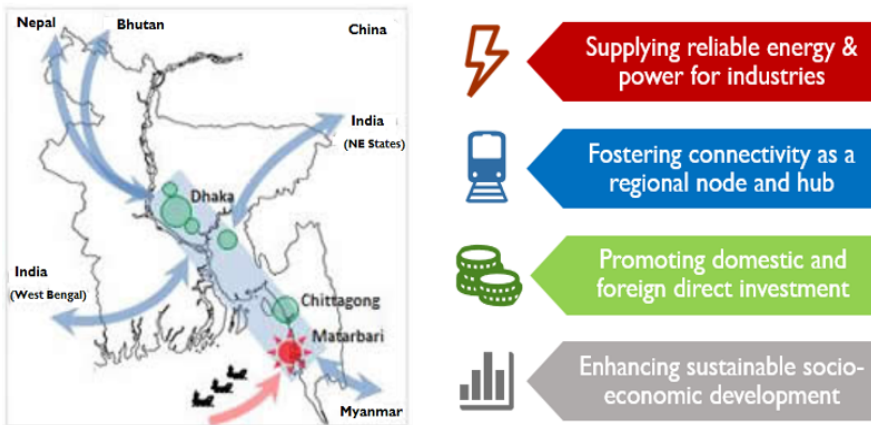 Nepal
Bhutan
China
India
(NE States)
Dhaka
India
(West Bengal)
Chittagong
Matarbari
Myanmar
Supplying reliable energy &
power for industries
Fostering connectivity as a
regional node and hub
Promoting domestic and
foreign direct investment
Enhancing sustainable socio-
economic development